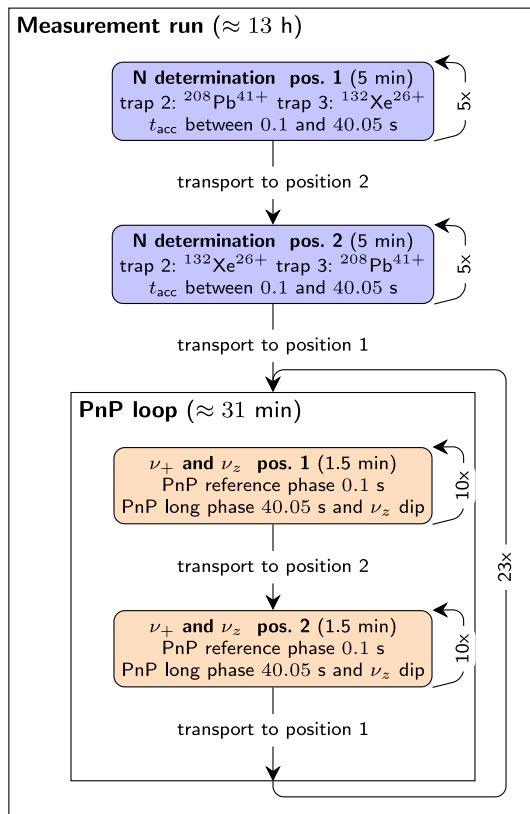 Measurement run (≈ 13 h)
N determination pos. 1 (5 min)
trap 2: ²⁰⁸Pb⁴¹⁺ trap 3: ¹³²Xe²⁶⁺
t_acc between 0.1 and 40.05 s
5x
transport to position 2
N determination pos. 2 (5 min)
trap 2: ¹³²Xe²⁶⁺ trap 3: ²⁰⁸Pb⁴¹⁺
t_acc between 0.1 and 40.05 s
5x
transport to position 1
PnP loop (≈ 31 min)
ν₊ and ν_z pos. 1 (1.5 min)
PnP reference phase 0.1 s
PnP long phase 40.05 s and ν_z dip
10x
transport to position 2
23x
ν₊ and ν_z pos. 2 (1.5 min)
PnP reference phase 0.1 s
PnP long phase 40.05 s and ν_z dip
10x
transport to position 1